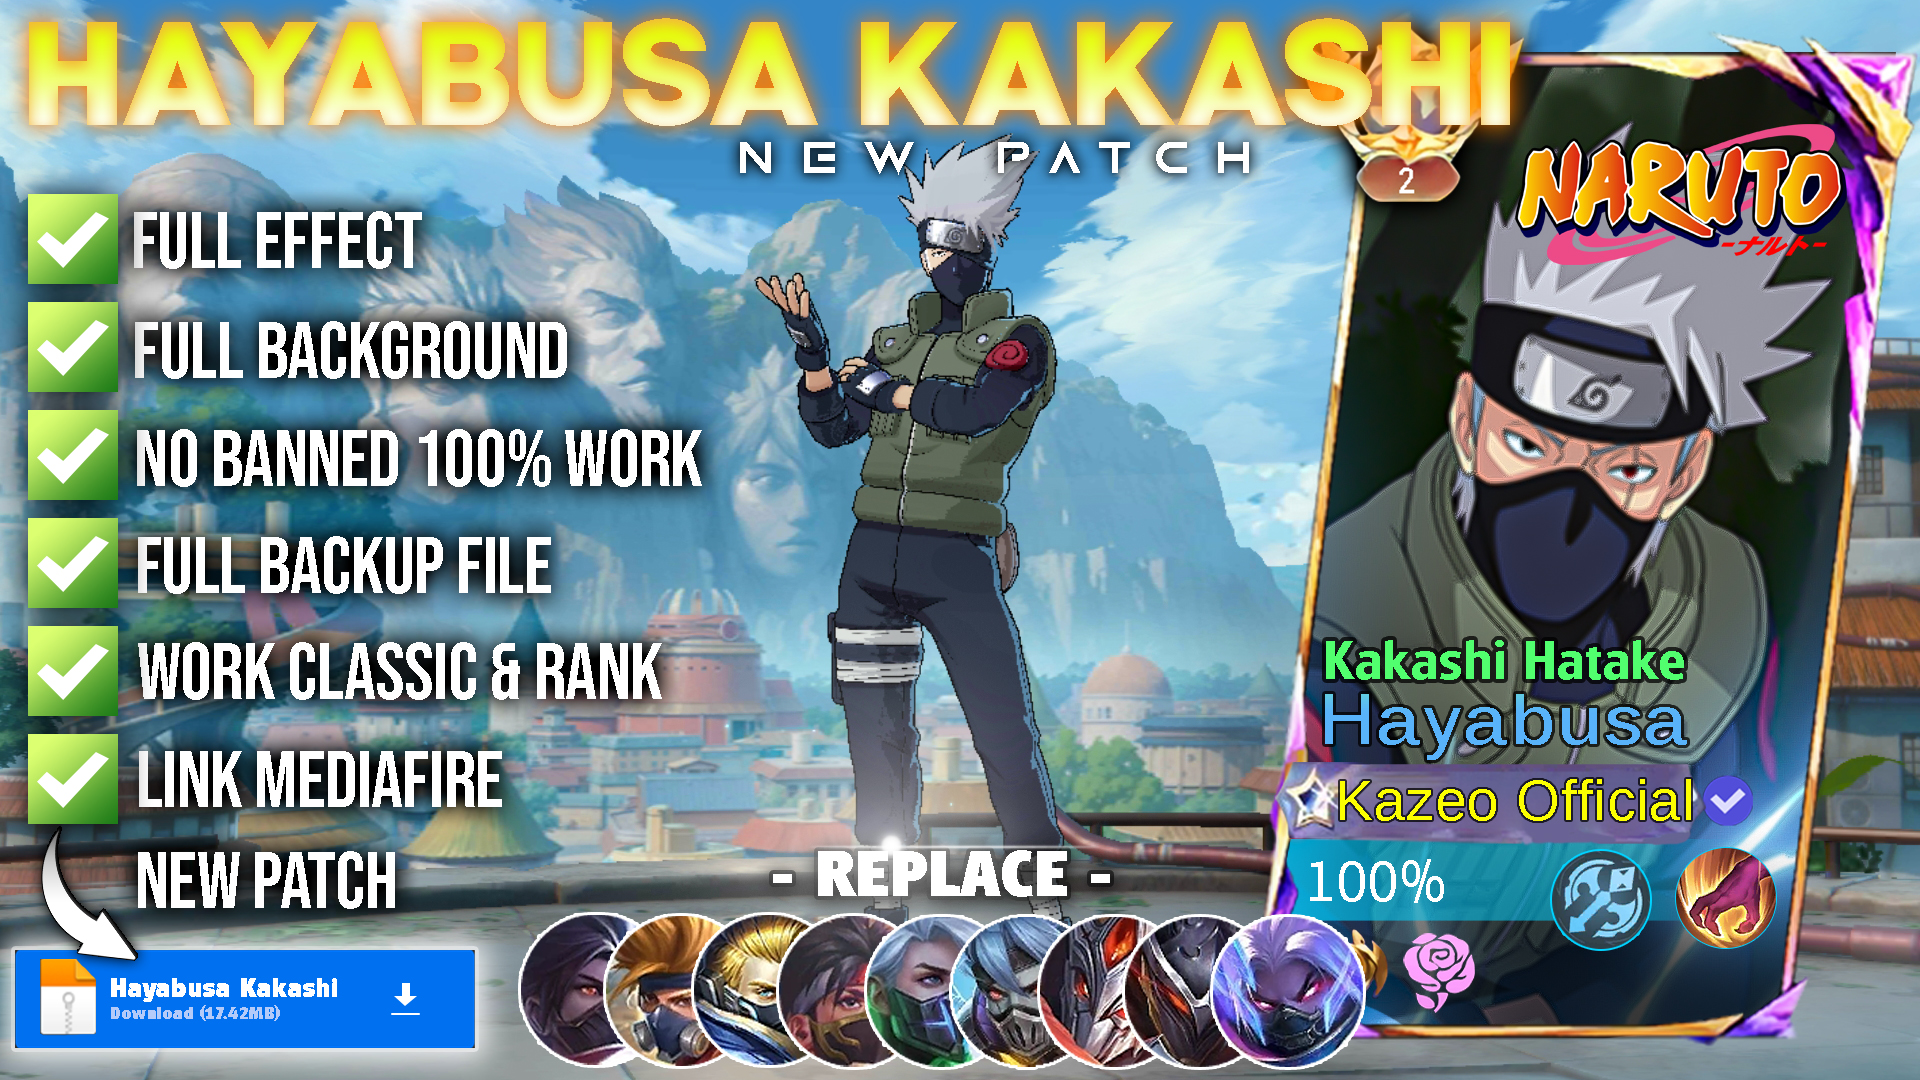 HAYABUSA KAKASHI
NEW PATCH
2
NARUTO
-ナルト-
FULL EFFECT
FULL BACKGROUND
NO BANNED 100% WORK
FULL BACKUP FILE
WORK CLASSIC & RANK
LINK MEDIAFIRE
NEW PATCH
Hayabusa Kakashi
Download (17.42MB)
- REPLACE -
Kakashi Hatake
Hayabusa
Kazeo Official
100%